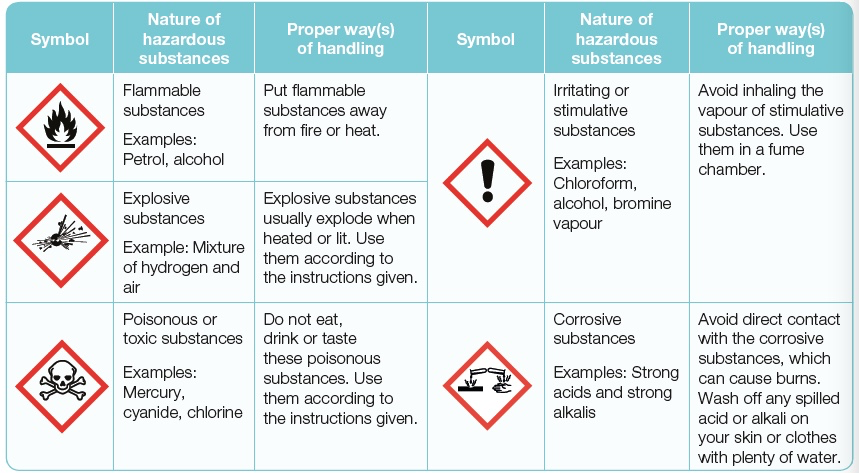 Symbol
Nature of
hazardous
substances
Proper way(s)
of handling
Symbol
Nature of
hazardous
substances
Proper way(s)
of handling
Flammable
substances
Examples:
Petrol, alcohol
Put flammable
substances away
from fire or heat.
Irritating or
stimulative
substances
Examples:
Chloroform,
alcohol, bromine
vapour
Avoid inhaling the
vapour of stimulative
substances. Use
them in a fume
chamber.
Explosive
substances
Example: Mixture
of hydrogen and
air
Explosive substances
usually explode when
heated or lit. Use
them according to
the instructions given.
Poisonous or
toxic substances
Examples:
Mercury,
cyanide, chlorine
Do not eat,
drink or taste
these poisonous
substances. Use
them according to
the instructions given.
Corrosive
substances
Examples: Strong
acids and strong
alkalis
Avoid direct contact
with the corrosive
substances, which
can cause burns.
Wash off any spilled
acid or alkali on
your skin or clothes
with plenty of water.